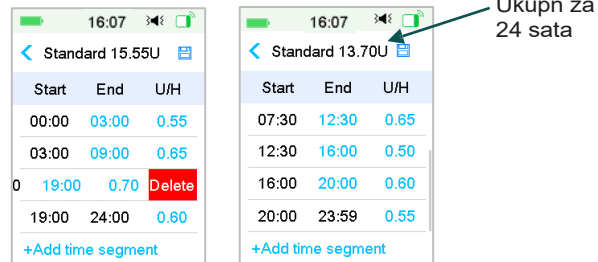 16:07
Standard 15.55U
Start End U/H
00:00 03:00 0.55
03:00 09:00 0.65
0 19:00 0.70 Delete
19:00 24:00 0.60
+Add time segment
16:07
Standard 13.70U
Start End U/H
07:30 12:30 0.65
12:30 16:00 0.50
16:00 20:00 0.60
20:00 23:59 0.55
+Add time segment
Ukupn za
24 sata